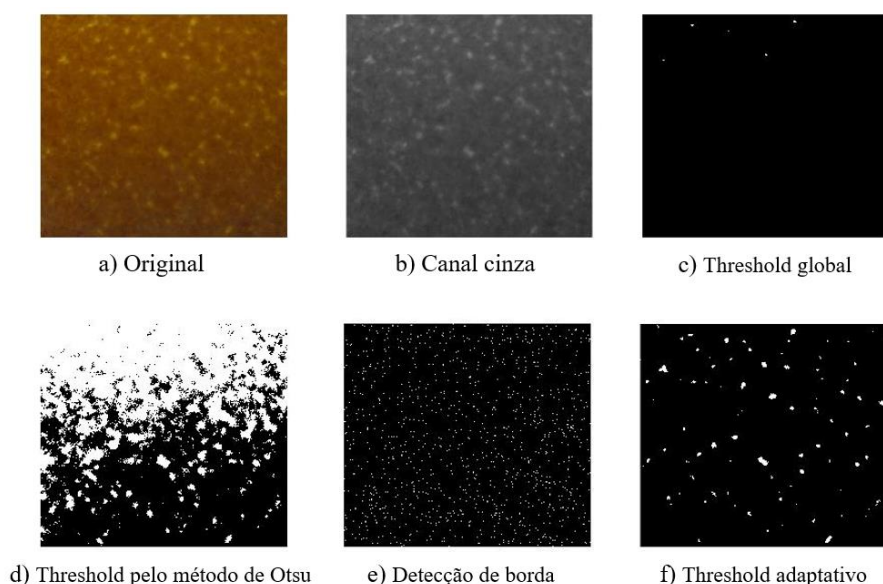 a) Original
b) Canal cinza
c) Threshold global
d) Threshold pelo método de Otsu
e) Detecção de borda
f) Threshold adaptativo